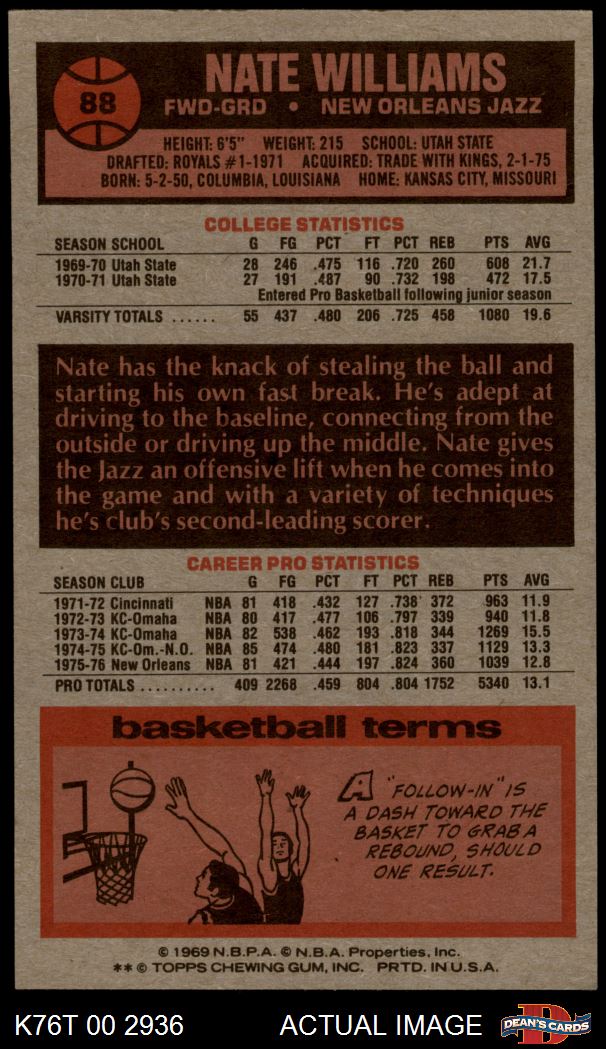 88
NATE WILLIAMS
FWD-GRD • NEW ORLEANS JAZZ
HEIGHT: 6'5" WEIGHT: 215 SCHOOL: UTAH STATE
DRAFTED: ROYALS #1-1971 ACQUIRED: TRADE WITH KINGS, 2-1-75
BORN: 5-2-50, COLUMBIA, LOUISIANA HOME: KANSAS CITY, MISSOURI
COLLEGE STATISTICS
SEASON SCHOOL G FG PCT FT PCT REB PTS AVG
1969-70 Utah State 28 246 .475 116 .720 260 608 21.7
1970-71 Utah State 27 191 .487 90 .732 198 472 17.5
Entered Pro Basketball following junior season
VARSITY TOTALS ...... 55 437 .480 206 .725 458 1080 19.6
Nate has the knack of stealing the ball and
starting his own fast break. He's adept at
driving to the baseline, connecting from the
outside or driving up the middle. Nate gives
the Jazz an offensive lift when he comes into
the game and with a variety of techniques
he's club's second-leading scorer.
CAREER PRO STATISTICS
SEASON CLUB G FG PCT FT PCT REB PTS AVG
1971-72 Cincinnati NBA 81 418 .432 127 .738 372 963 11.9
1972-73 KC-Omaha NBA 80 417 .477 106 .797 339 940 11.8
1973-74 KC-Omaha NBA 82 538 .462 193 .818 344 1269 15.5
1974-75 KC-Om.-N.O. NBA 85 474 .480 181 .823 337 1129 13.3
1975-76 New Orleans NBA 81 421 .444 197 .824 360 1039 12.8
PRO TOTALS .......... 409 2268 .459 804 .804 1752 5340 13.1
basketball terms
A "FOLLOW-IN" IS
A DASH TOWARD THE
BASKET TO GRAB A
REBOUND, SHOULD
ONE RESULT.
© 1969 N.B.P.A. © N.B.A. Properties, Inc.
** © TOPPS CHEWING GUM, INC. PRTD. IN U.S.A.
K76T 00 2936 ACTUAL IMAGE D DEAN'S CARDS